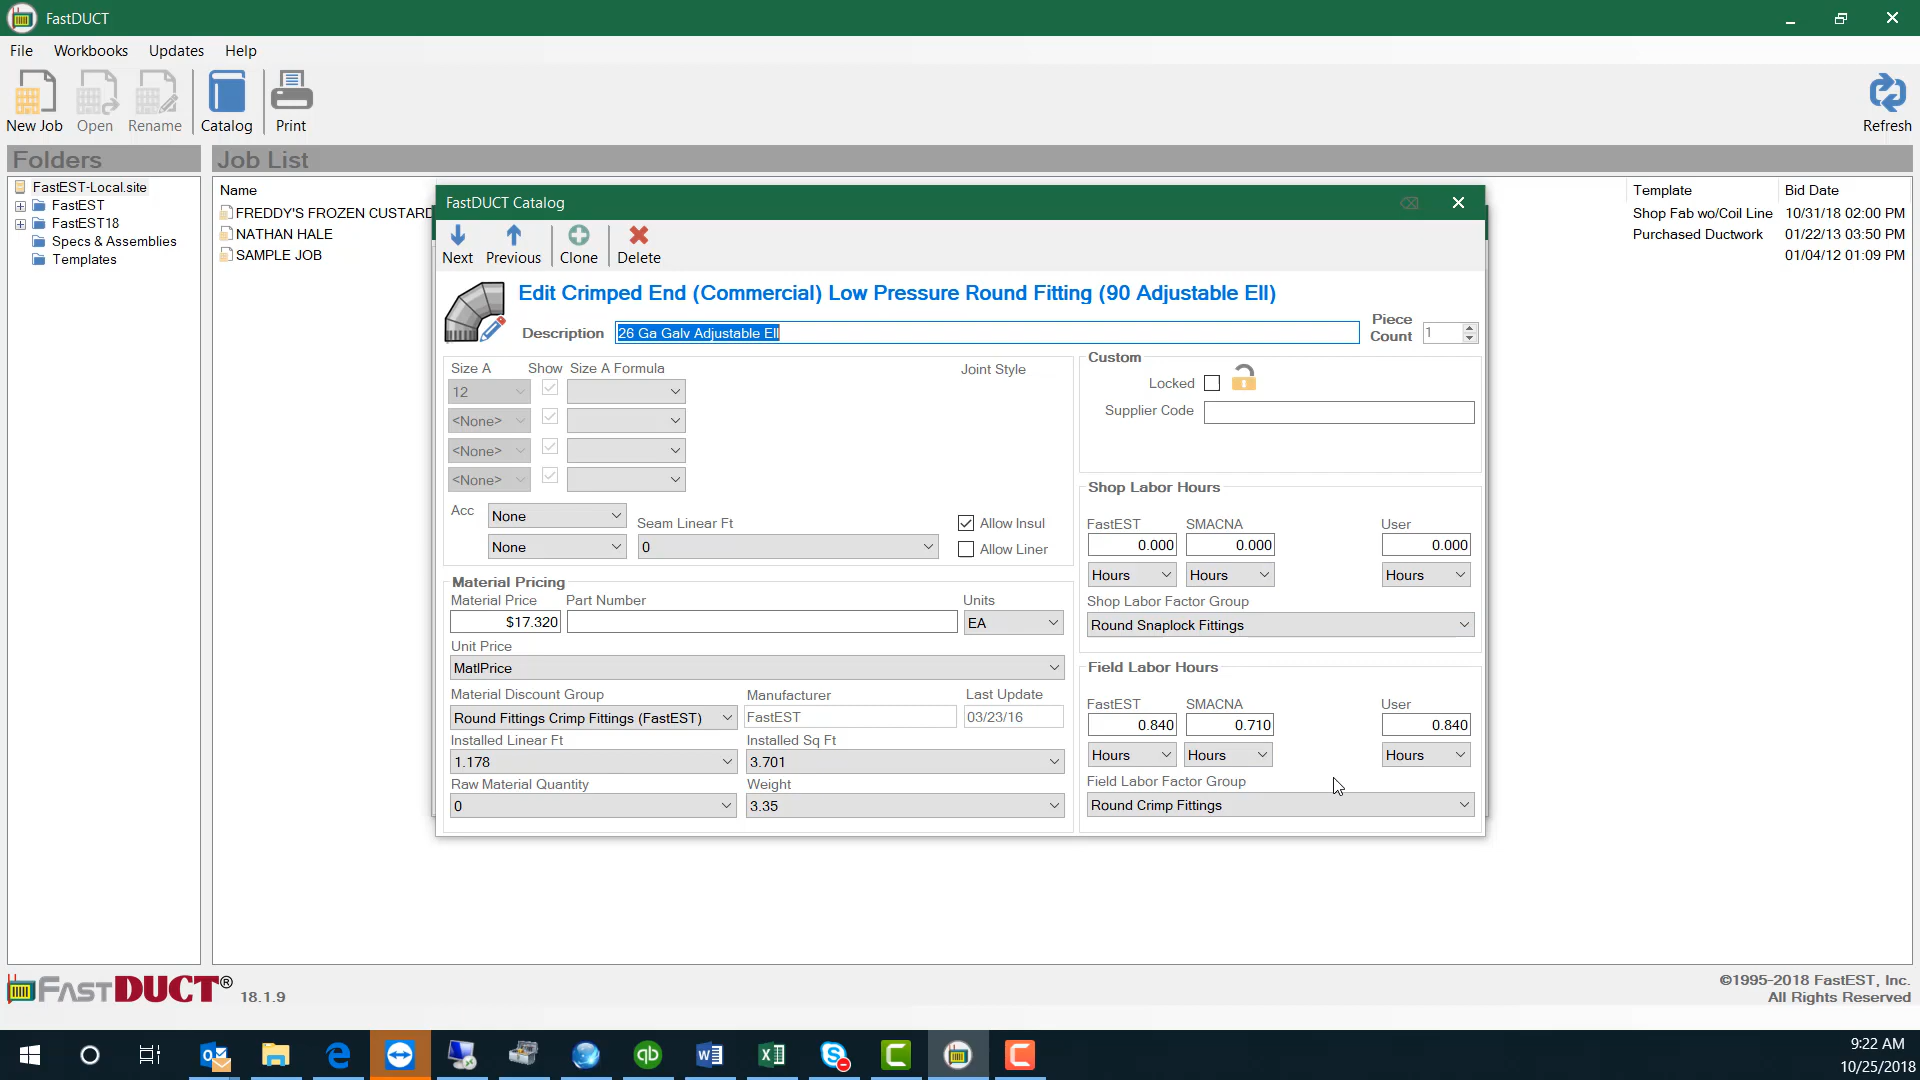 FastDUCT
File Workbooks Updates Help
New Job Open Rename Catalog Print Refresh
Folders
FastEST-Local.site
FastEST
FastEST18
Specs & Assemblies
Templates
Job List
Name Template Bid Date
FREDDY'S FROZEN CUSTARD Shop Fab wo/Coil Line 10/31/18 02:00 PM
NATHAN HALE Purchased Ductwork 01/22/13 03:50 PM
SAMPLE JOB 01/04/12 01:09 PM
FastDUCT Catalog
Next Previous Clone Delete
Edit Crimped End (Commercial) Low Pressure Round Fitting (90 Adjustable Ell)
Description 26 Ga Galv Adjustable Ell Piece Count 1
Size A Show Size A Formula Joint Style
12
<None>
<None>
<None>
Acc None
None
Seam Linear Ft
0
Allow Insul
Allow Liner
Material Pricing
Material Price Part Number Units
$17.320 EA
Unit Price
MatlPrice
Material Discount Group Manufacturer Last Update
Round Fittings Crimp Fittings (FastEST) FastEST 03/23/16
Installed Linear Ft Installed Sq Ft
1.178 3.701
Raw Material Quantity Weight
0 3.35
Custom
Locked
Supplier Code
Shop Labor Hours
FastEST SMACNA User
0.000 0.000 0.000
Hours Hours Hours
Shop Labor Factor Group
Round Snaplock Fittings
Field Labor Hours
FastEST SMACNA User
0.840 0.710 0.840
Hours Hours Hours
Field Labor Factor Group
Round Crimp Fittings
FASTDUCT® 18.1.9
©1995-2018 FastEST, Inc.
All Rights Reserved
9:22 AM
10/25/2018